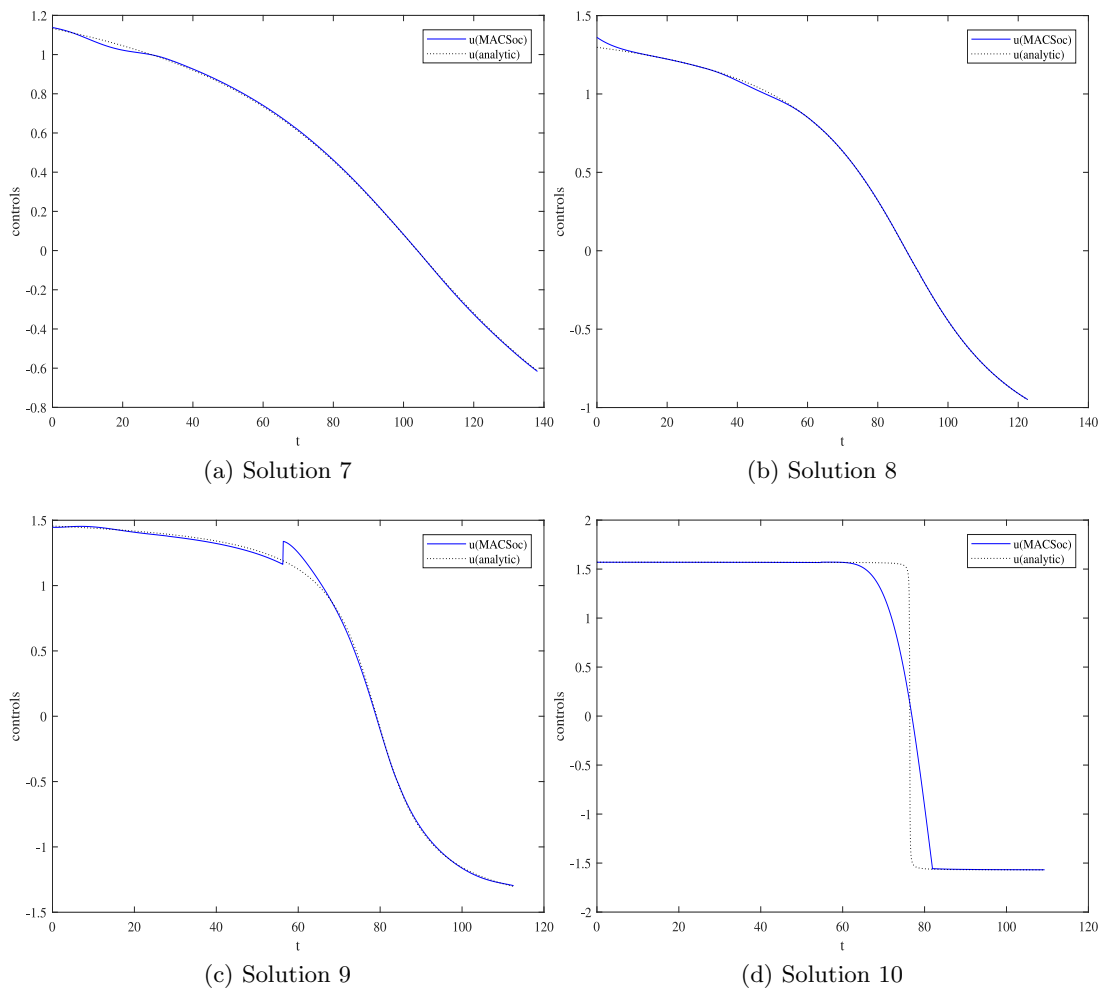 1.2
1
0.8
0.6
0.4
0.2
0
-0.2
-0.4
-0.6
-0.8
controls
0 20 40 60 80 100 120 140
t
u(MACSoc)
u(analytic)
(a) Solution 7
1.5
1
0.5
0
-0.5
-1
controls
0 20 40 60 80 100 120 140
t
u(MACSoc)
u(analytic)
(b) Solution 8
1.5
1
0.5
0
-0.5
-1
-1.5
controls
0 20 40 60 80 100 120
t
u(MACSoc)
u(analytic)
(c) Solution 9
2
1.5
1
0.5
0
-0.5
-1
-1.5
-2
controls
0 20 40 60 80 100 120
t
u(MACSoc)
u(analytic)
(d) Solution 10